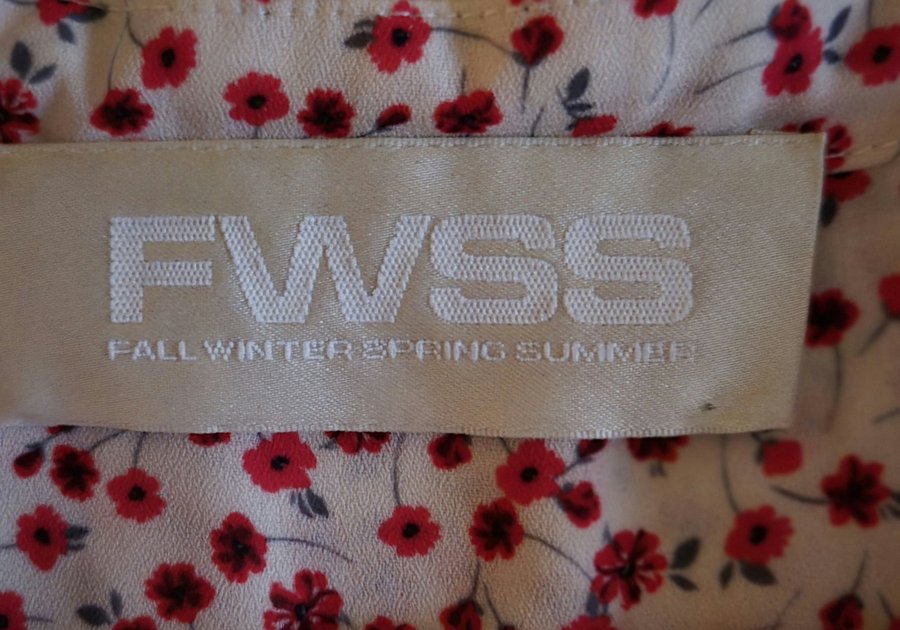 FWSS
FALL WINTER SPRING SUMMER